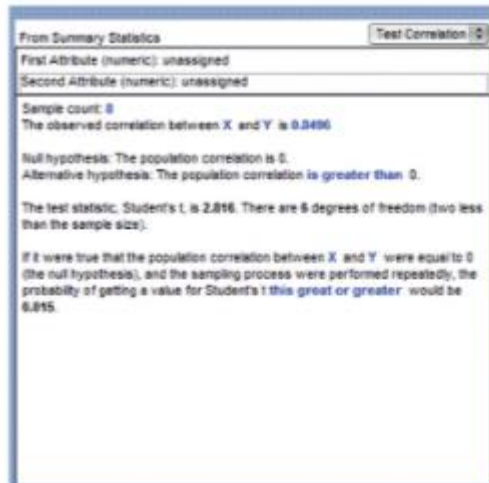 From Summary Statistics
Test Correlation
First Attribute (numeric): unassigned
Second Attribute (numeric): unassigned
Sample count: 8
The observed correlation between X and Y is
Null hypothesis: The population correlation is 0.
Alternative hypothesis: The population correlation is greater than 0.
The test statistic, Student's t, is 2.816. There are 6 degrees of freedom (two less
than the sample size).
If it were true that the population correlation between X and Y were equal to 0
(the null hypothesis), and the sampling process were performed repeatedly, the
probability of getting a value for Student's t this great or greater would be
0.015.